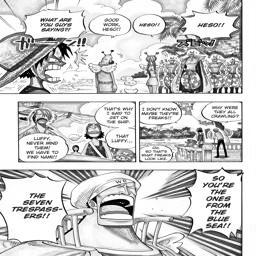 HESO!!
GOOD
WORK,
HESO!!
WHAT ARE
YOU GUYS
SAYING?!
WHY WERE
THEY ALL
CRAWLING?
I DON'T KNOW,
MAYBE THEY'RE
FREAKS!!
SO THAT'S
WHAT FREAKS
LOOK LIKE.
THAT'S WHY
I SAID TO
GET ON
THE SHIP.
THAT
LUFFY...
LUFFY,
NEVER MIND
THEM! WE
HAVE TO
FIND NAMI!!
SO
YOU'RE
THE
ONES
FROM
THE
BLUE
SEA!!
THE
SEVEN
TRESPASS-
ERS!!